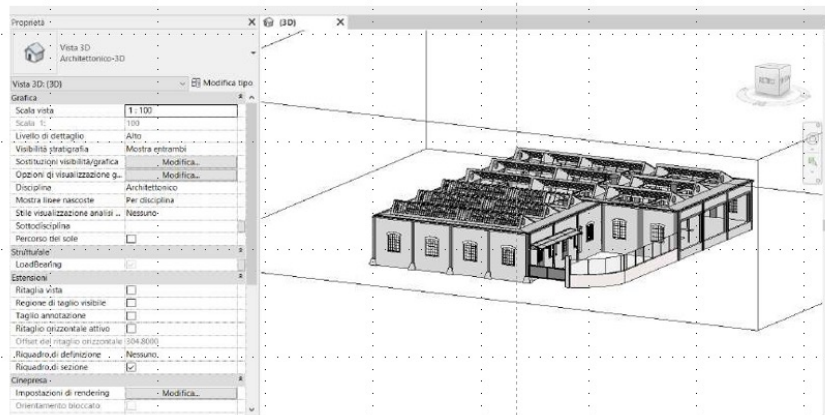 Proprietà
{3D}
Vista 3D
Architettonico-3D
Vista 3D: {3D}
Modifica tipo
Grafica
Scala vista
1 : 100
Scala 1:
100
Livello di dettaglio
Alto
Visibilità stratigrafia
Mostra entrambi
Sostituzioni visibilità/grafica
Modifica...
Opzioni di visualizzazione g...
Modifica...
Disciplina
Architettonico
Mostra linee nascoste
Per disciplina
Stile visualizzazione analisi ...
Nessuno
Sottodisciplina
Percorso del sole
Strutturale
LoadBearing
Estensioni
Ritaglia vista
Regione di taglio visibile
Taglio annotazione
Ritaglio orizzontale attivo
Offset del ritaglio orizzontale
304.8000
Riquadro di definizione
Nessuno
Riquadro di sezione
Cinepresa
Impostazioni di rendering
Modifica...
Orientamento bloccato